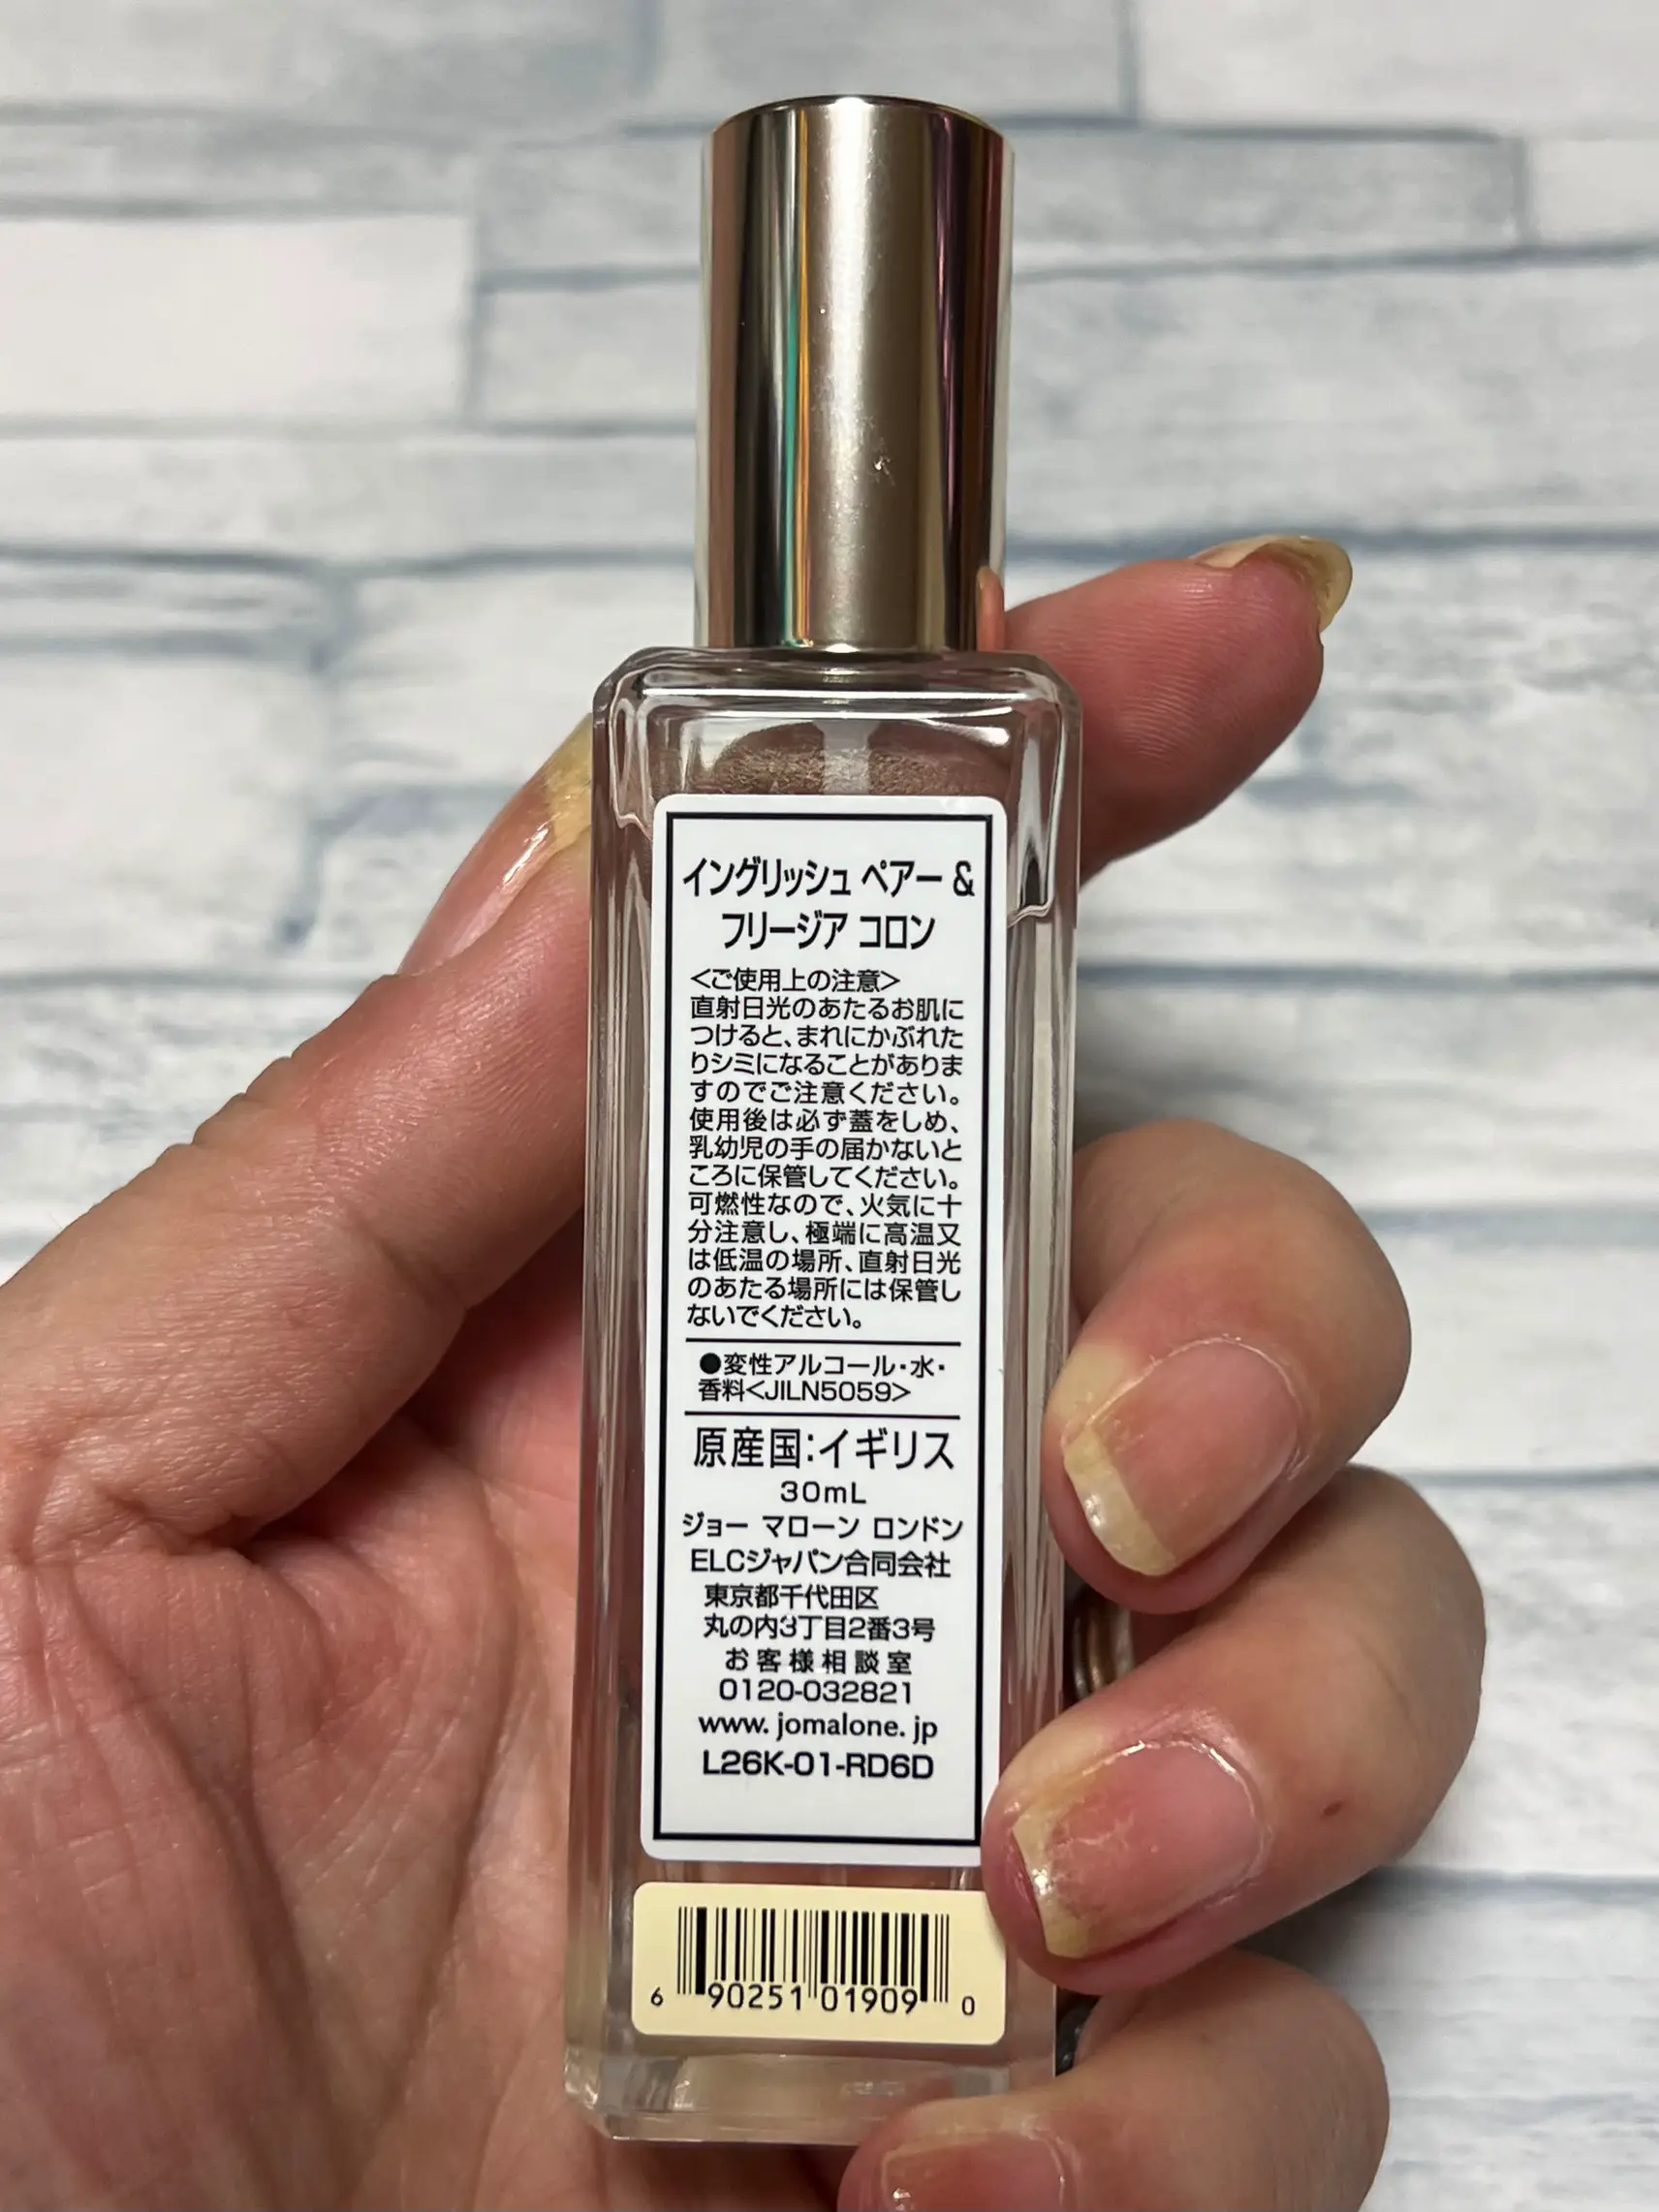 イングリッシュ ペアー &
フリージア コロン
<ご使用上の注意>
直射日光のあたるお肌に
つけると、まれにかぶれた
りシミになることがありま
すのでご注意ください。
使用後は必ず蓋をしめ、
乳幼児の手の届かないと
ころに保管してください。
可燃性なので、火気に十
分注意し、極端に高温又
は低温の場所、直射日光
のあたる場所には保管し
ないでください。
●変性アルコール・水・
香料<JILN5059>
原産国:イギリス
30mL
ジョー マローン ロンドン
ELCジャパン合同会社
東京都千代田区
丸の内3丁目2番3号
お客様相談室
0120-032821
www.jomalone.jp
L26K-01-RD6D
6 90251 01909 0